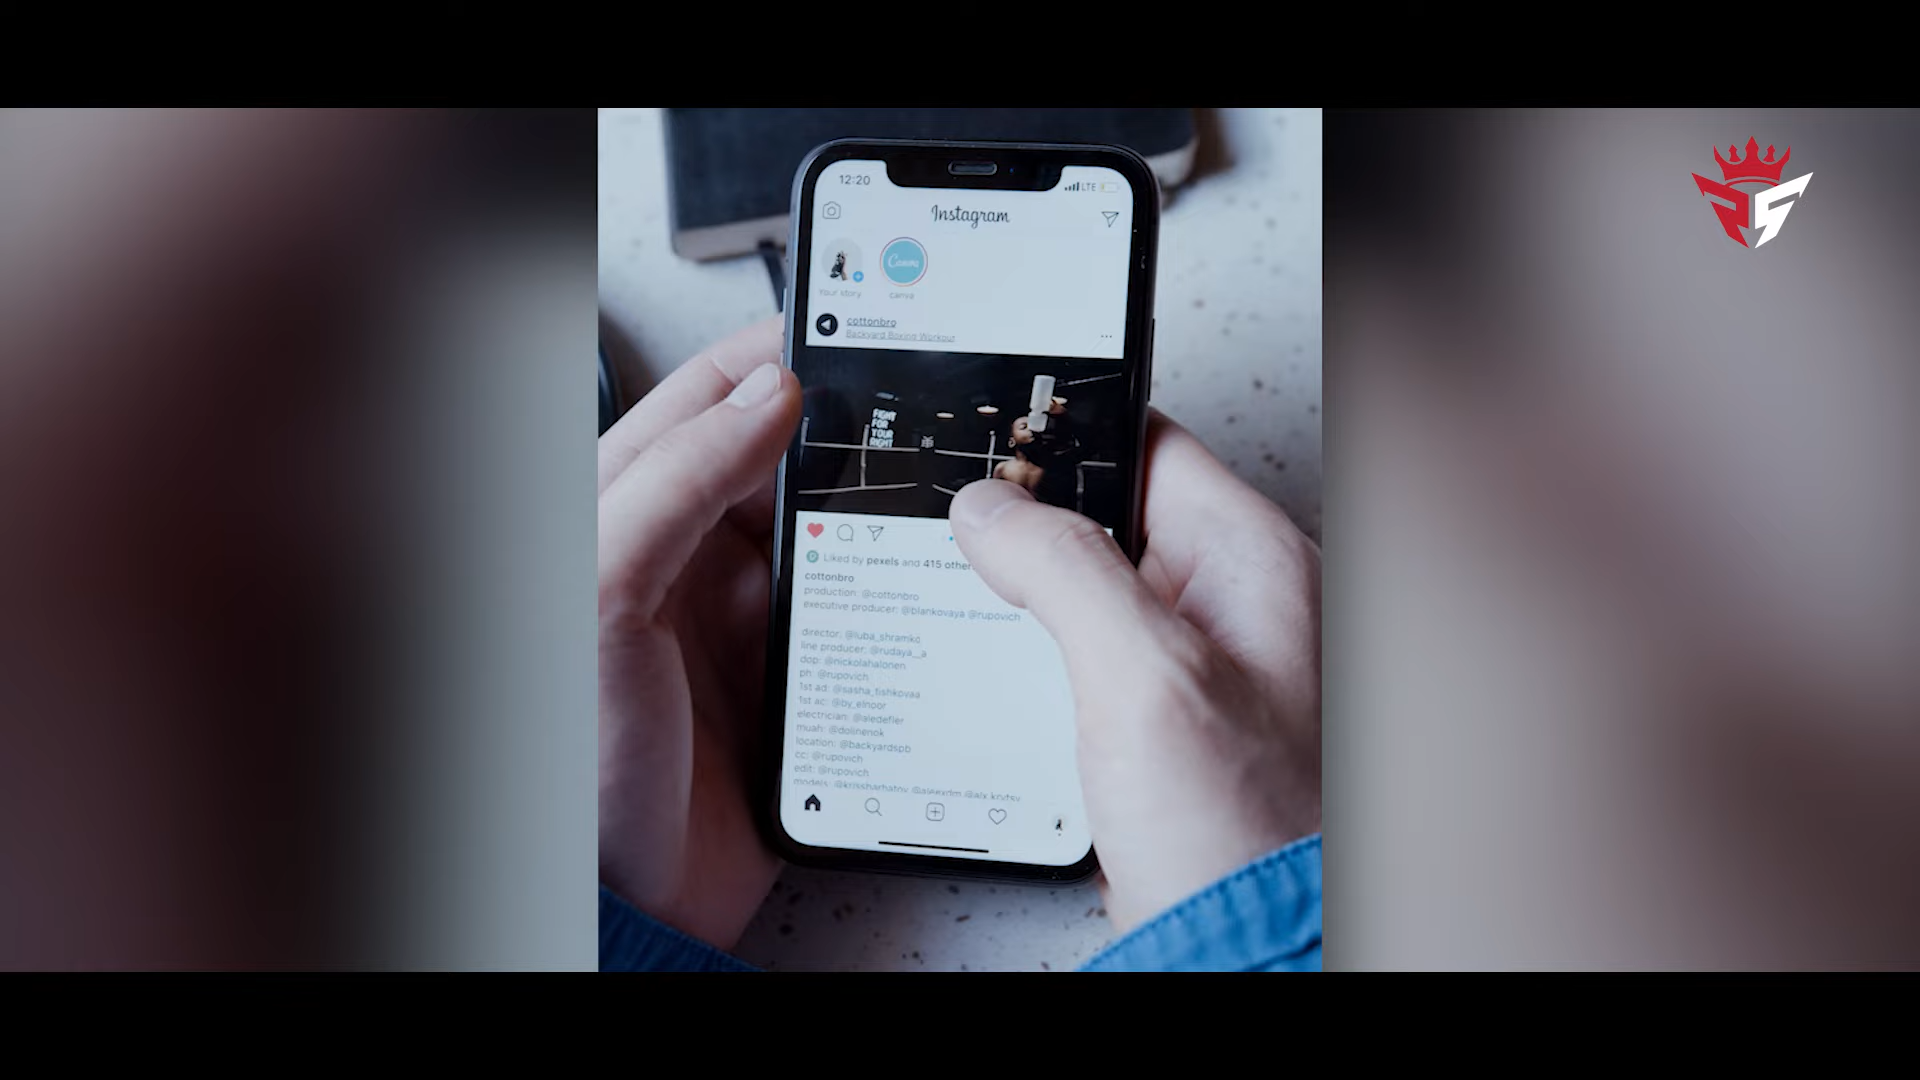 12:20
LTE
Instagram
Canva
Your story
canva
cottonbro
Backyard Boxing Workout
FIGHT
FOR
YOUR
RIGHT
Liked by pexels and 415 other
cottonbro
production: @cottonbro
executive producer: @blankovaya @rupovich
director: @luba_shramko
line producer: @rudaya__a
dop: @nickolahalonen
ph: @rupovich
1st ad: @sasha_tishkovaa
1st ac: @by_elnoor
electrician: @aledefler
muah: @dolinenok
location: @backyardspb
cc: @rupovich
edit: @rupovich
models: